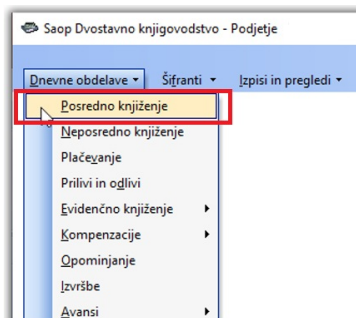 Saop Dvostavno knjigovodstvo - Podjetje
Dnevne obdelave Šifranti Izpisi in pregledi
Posredno knjiženje
Neposredno knjiženje
Plačevanje
Prilivi in odlivi
Evidenčno knjiženje
Kompenzacije
Opominjanje
Izvršbe
Avansi